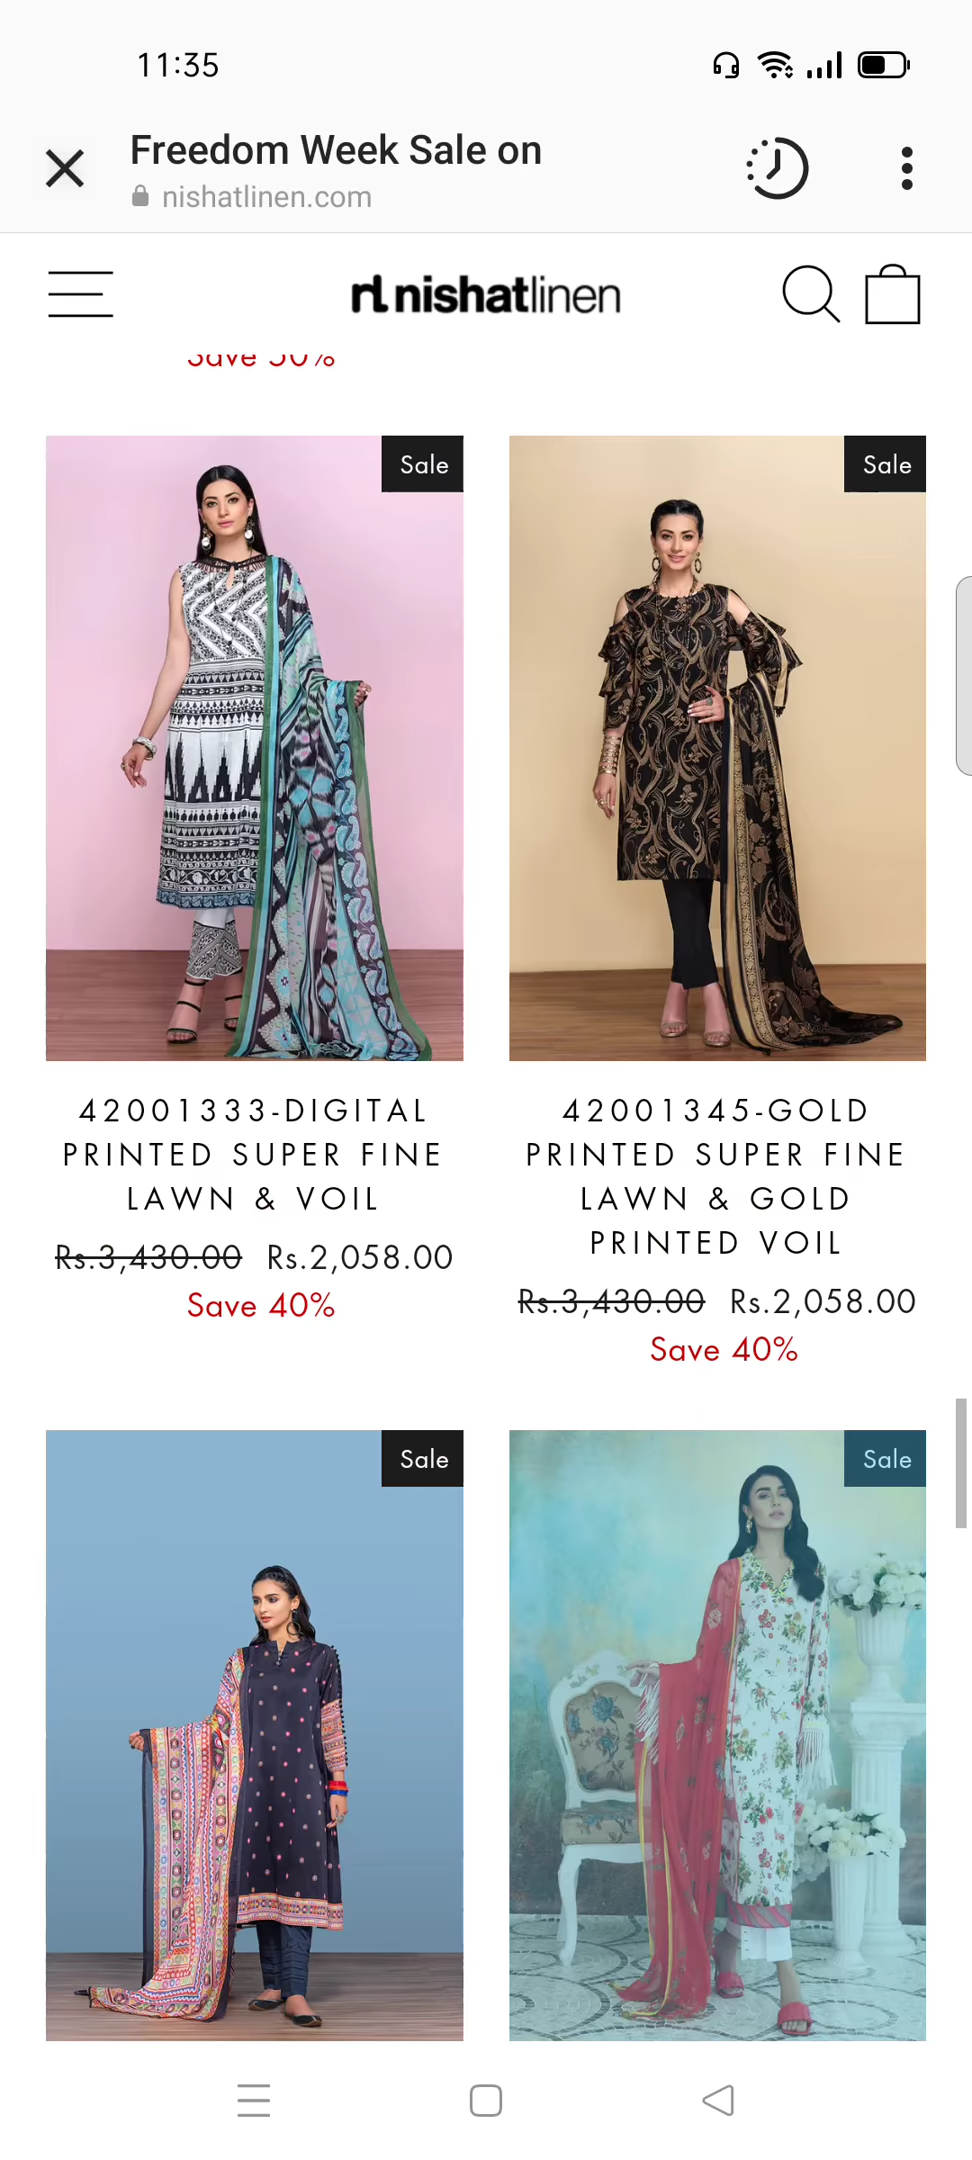 11:35
Freedom Week Sale on
nishatlinen.com
nishatlinen
Save 50%
Sale
Sale
42001333-DIGITAL
PRINTED SUPER FINE
LAWN & VOIL
Rs.3,430.00 Rs.2,058.00
Save 40%
42001345-GOLD
PRINTED SUPER FINE
LAWN & GOLD
PRINTED VOIL
Rs.3,430.00 Rs.2,058.00
Save 40%
Sale
Sale